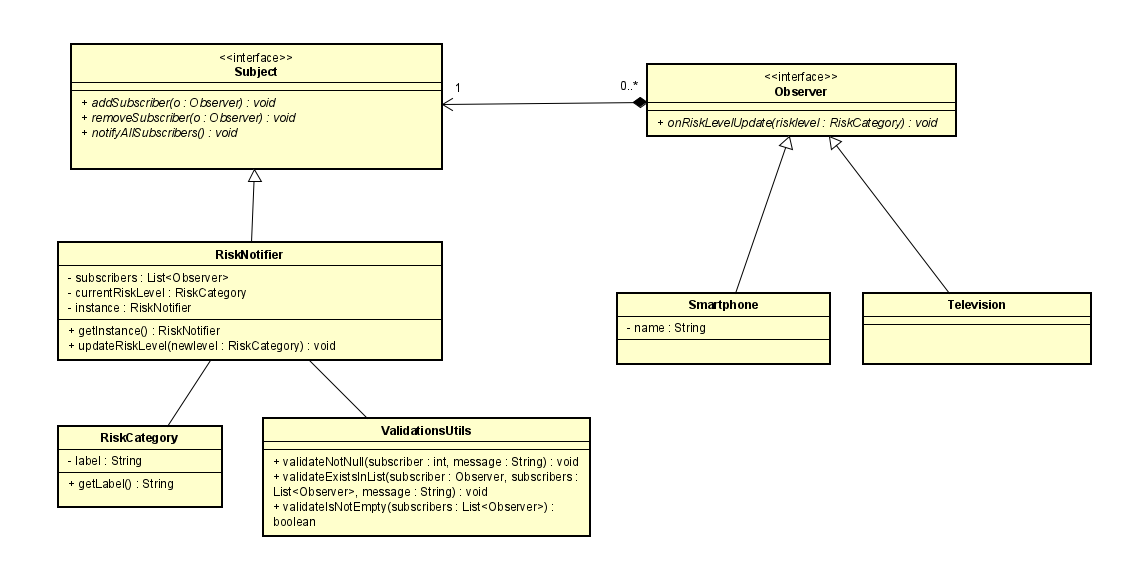 <<interface>>
Subject
+ addSubscriber(o : Observer) : void
+ removeSubscriber(o : Observer) : void
+ notifyAllSubscribers() : void
1
0..*
<<interface>>
Observer
+ onRiskLevelUpdate(risklevel : RiskCategory) : void
RiskNotifier
- subscribers : List<Observer>
- currentRiskLevel : RiskCategory
- instance : RiskNotifier
+ getInstance() : RiskNotifier
+ updateRiskLevel(newlevel : RiskCategory) : void
Smartphone
- name : String
Television
RiskCategory
- label : String
+ getLabel() : String
ValidationsUtils
+ validateNotNull(subscriber : int, message : String) : void
+ validateExistsInList(subscriber : Observer, subscribers :
List<Observer>, message : String) : void
+ validateIsNotEmpty(subscribers : List<Observer>) :
boolean